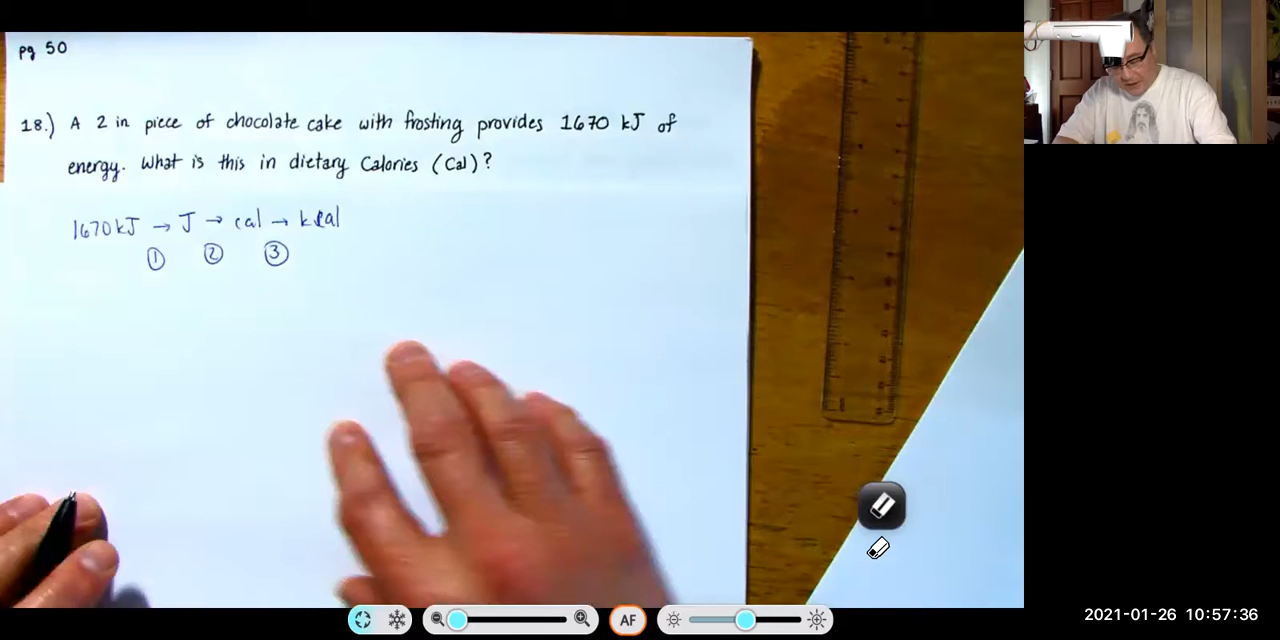 pg 50
18.) A 2 in piece of chocolate cake with frosting provides 1670 kJ of
energy. What is this in dietary Calories (Cal)?
1670 kJ → J → cal → kcal
① ② ③
AF
2021-01-26 10:57:36